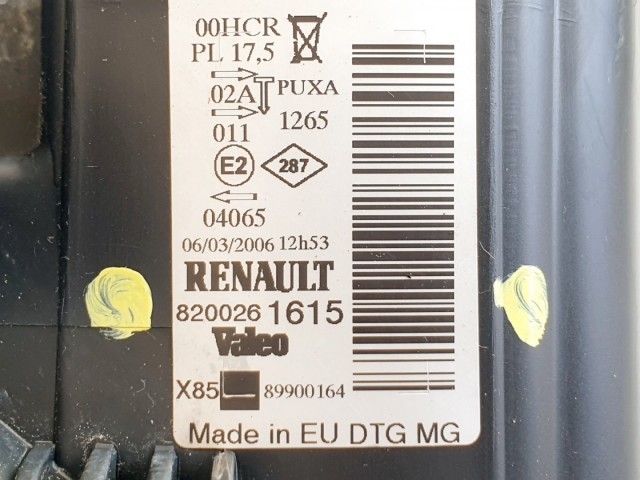 00HCR
PL 17,5
02A PUXA
011 1265
E2 287
04065
06/03/2006 12h53
RENAULT
820026 1615
Valeo
X85 89900164
Made in EU DTG MG